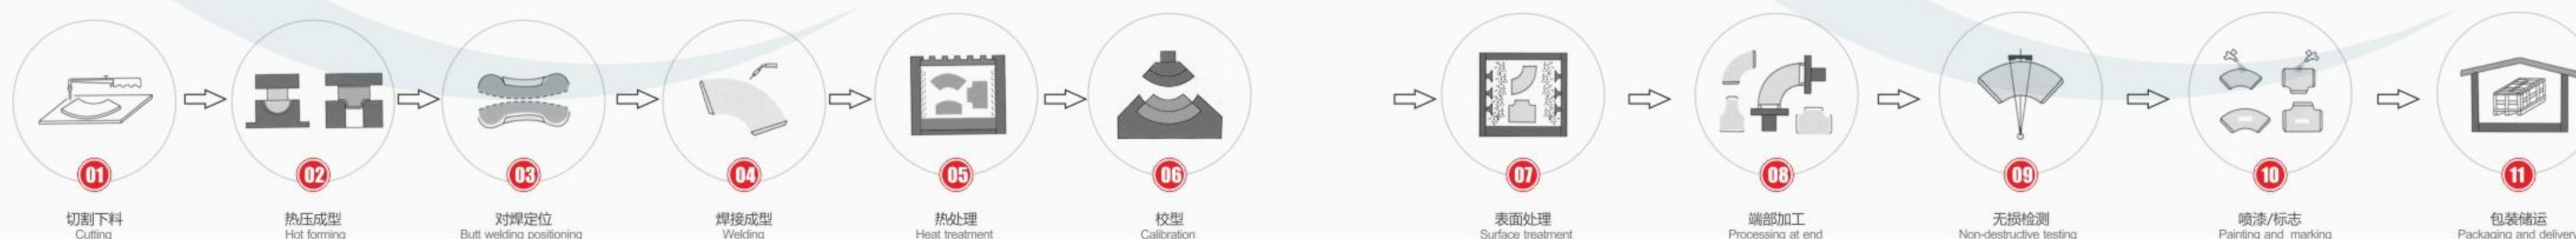 01
切割下料
Cutting
02
热压成型
Hot forming
03
对焊定位
Butt welding positioning
04
焊接成型
Welding
05
热处理
Heat treatment
06
校型
Calibration
07
表面处理
Surface treatment
08
端部加工
Processing at end
09
无损检测
Non-destructive testing
10
喷漆/标志
Painting and marking
11
包装储运
Packaging and delivery